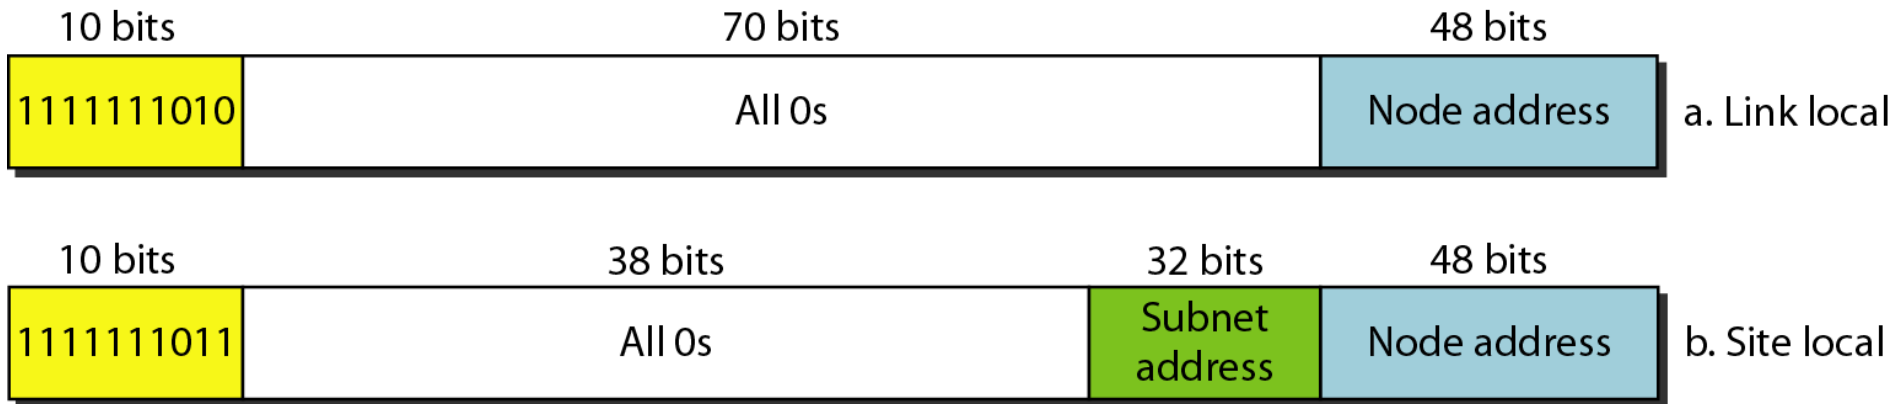 10 bits 70 bits 48 bits
1111111010 All 0s Node address a. Link local
10 bits 38 bits 32 bits 48 bits
1111111011 All 0s Subnet address Node address b. Site local